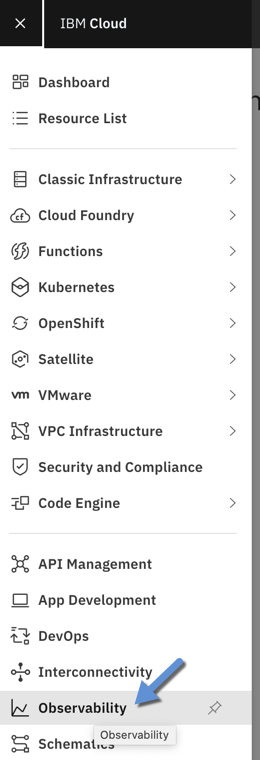 IBM Cloud
Dashboard
Resource List
Classic Infrastructure
cf Cloud Foundry
Functions
Kubernetes
OpenShift
Satellite
vm VMware
VPC Infrastructure
Security and Compliance
Code Engine
API Management
App Development
DevOps
Interconnectivity
Observability
Observability
Schematics